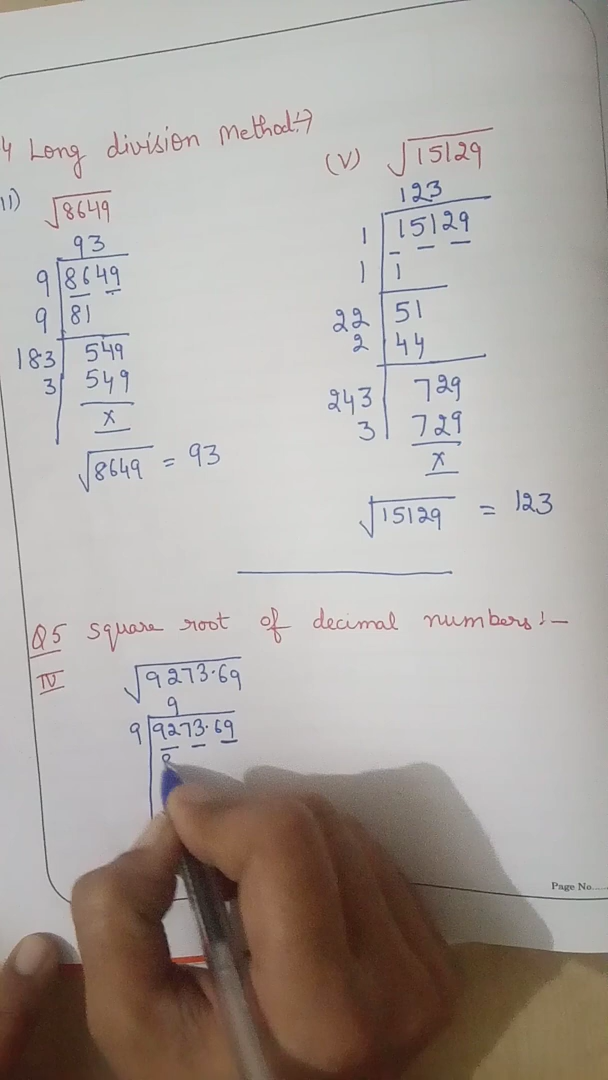 4 Long division Method:→
11) √8649
93
9 8649
9 81
183 549
3 549
x
√8649 = 93
(V) √15129
123
1 15129
1 1
22 51
2 44
243 729
3 729
x
√15129 = 123
Q5 square root of decimal numbers:-
IV √9273.69
9
9 9273.69
Page No.....